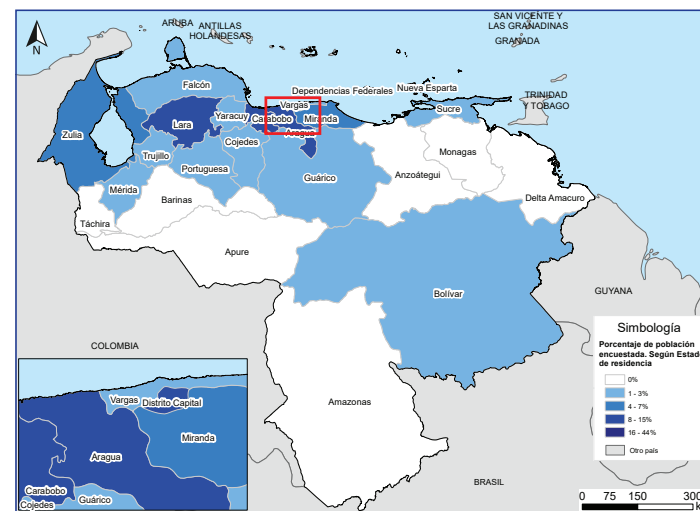 SAN VICENTE Y
LAS GRANADINAS
ARUBA
ANTILLAS
HOLANDESAS
GRANADA
N
TRINIDAD
Y TOBAGO
Dependencias Federales
Nueva Esparta
Falcón
Vargas
Sucre
Zulia
Lara
Yaracuy
Carabobo
Miranda
Aragua
Cojedes
Monagas
Trujillo
Portuguesa
Guárico
Anzoátegui
Mérida
Barinas
Delta Amacuro
Táchira
Apure
Bolívar
GUYANA
COLOMBIA
Amazonas
BRASIL
Vargas
Distrito Capital
Miranda
Aragua
Carabobo
Cojedes
Guárico
Simbología
Porcentaje de población
encuestada. Según Estado
de residencia
0%
1 - 3%
4 - 7%
8 - 15%
16 - 44%
Otro país
0 75 150 300